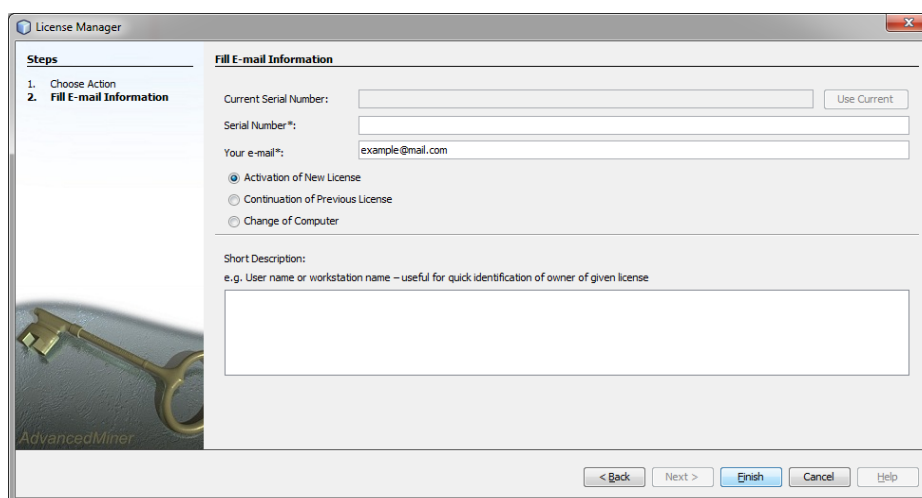 License Manager
Steps
1. Choose Action
2. Fill E-mail Information
Fill E-mail Information
Current Serial Number:
Use Current
Serial Number*:
Your e-mail*: example@mail.com
Activation of New License
Continuation of Previous License
Change of Computer
Short Description:
e.g. User name or workstation name – useful for quick identification of owner of given license
AdvancedMiner
< Back Next > Finish Cancel Help